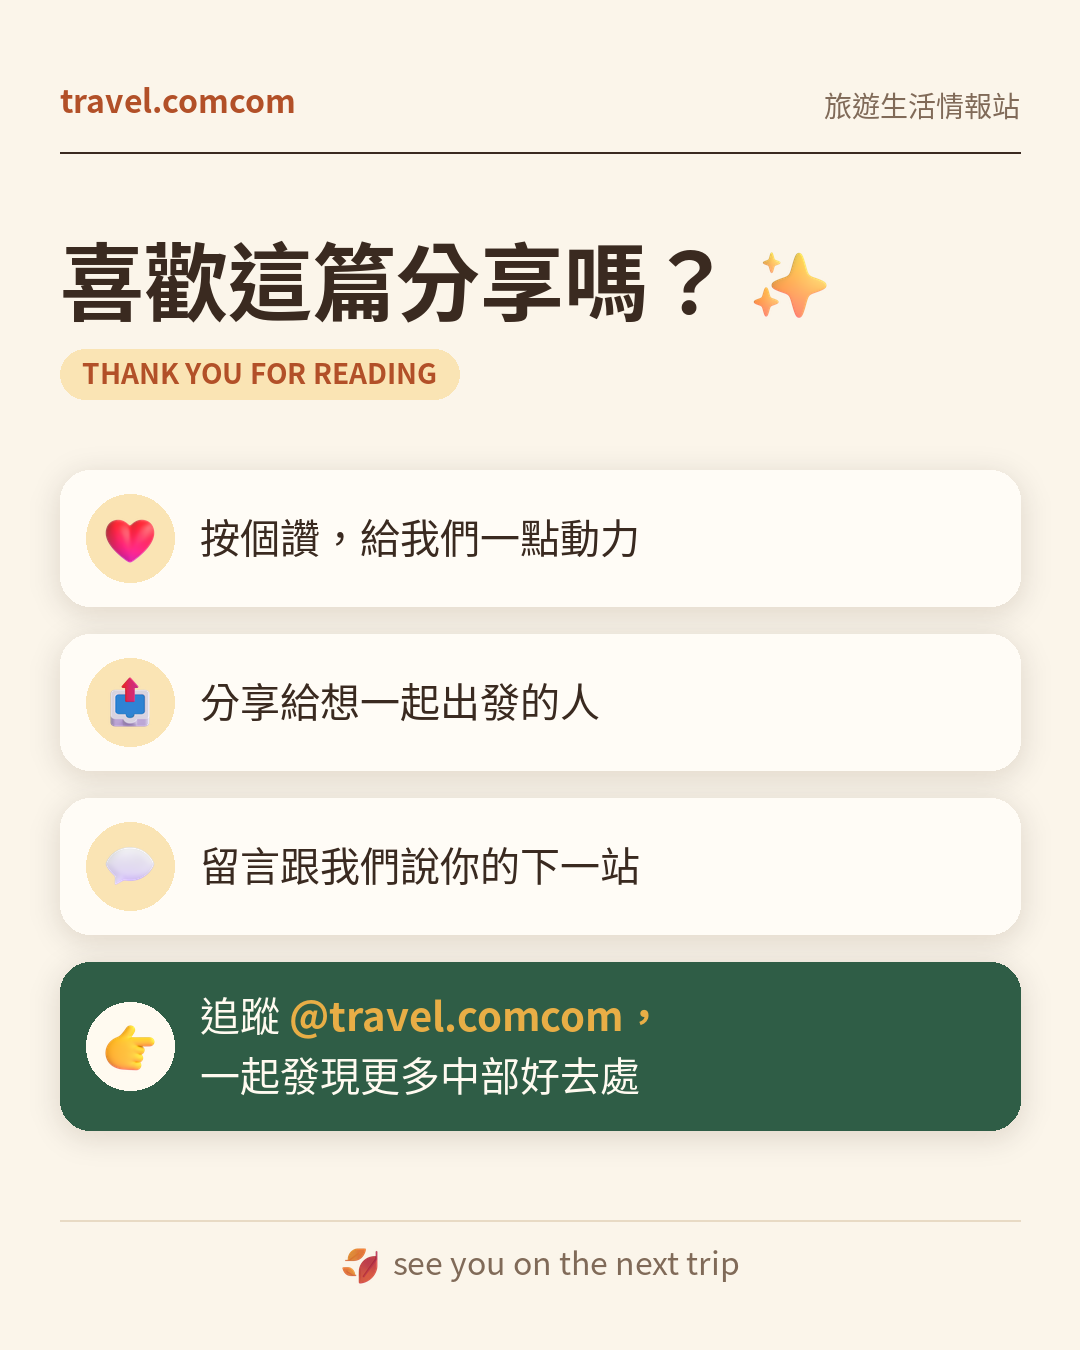 travel.comcom
旅遊生活情報站
喜歡這篇分享嗎？✨
THANK YOU FOR READING
按個讚，給我們一點動力
分享給想一起出發的人
留言跟我們說你的下一站
追蹤 @travel.comcom，
一起發現更多中部好去處
see you on the next trip